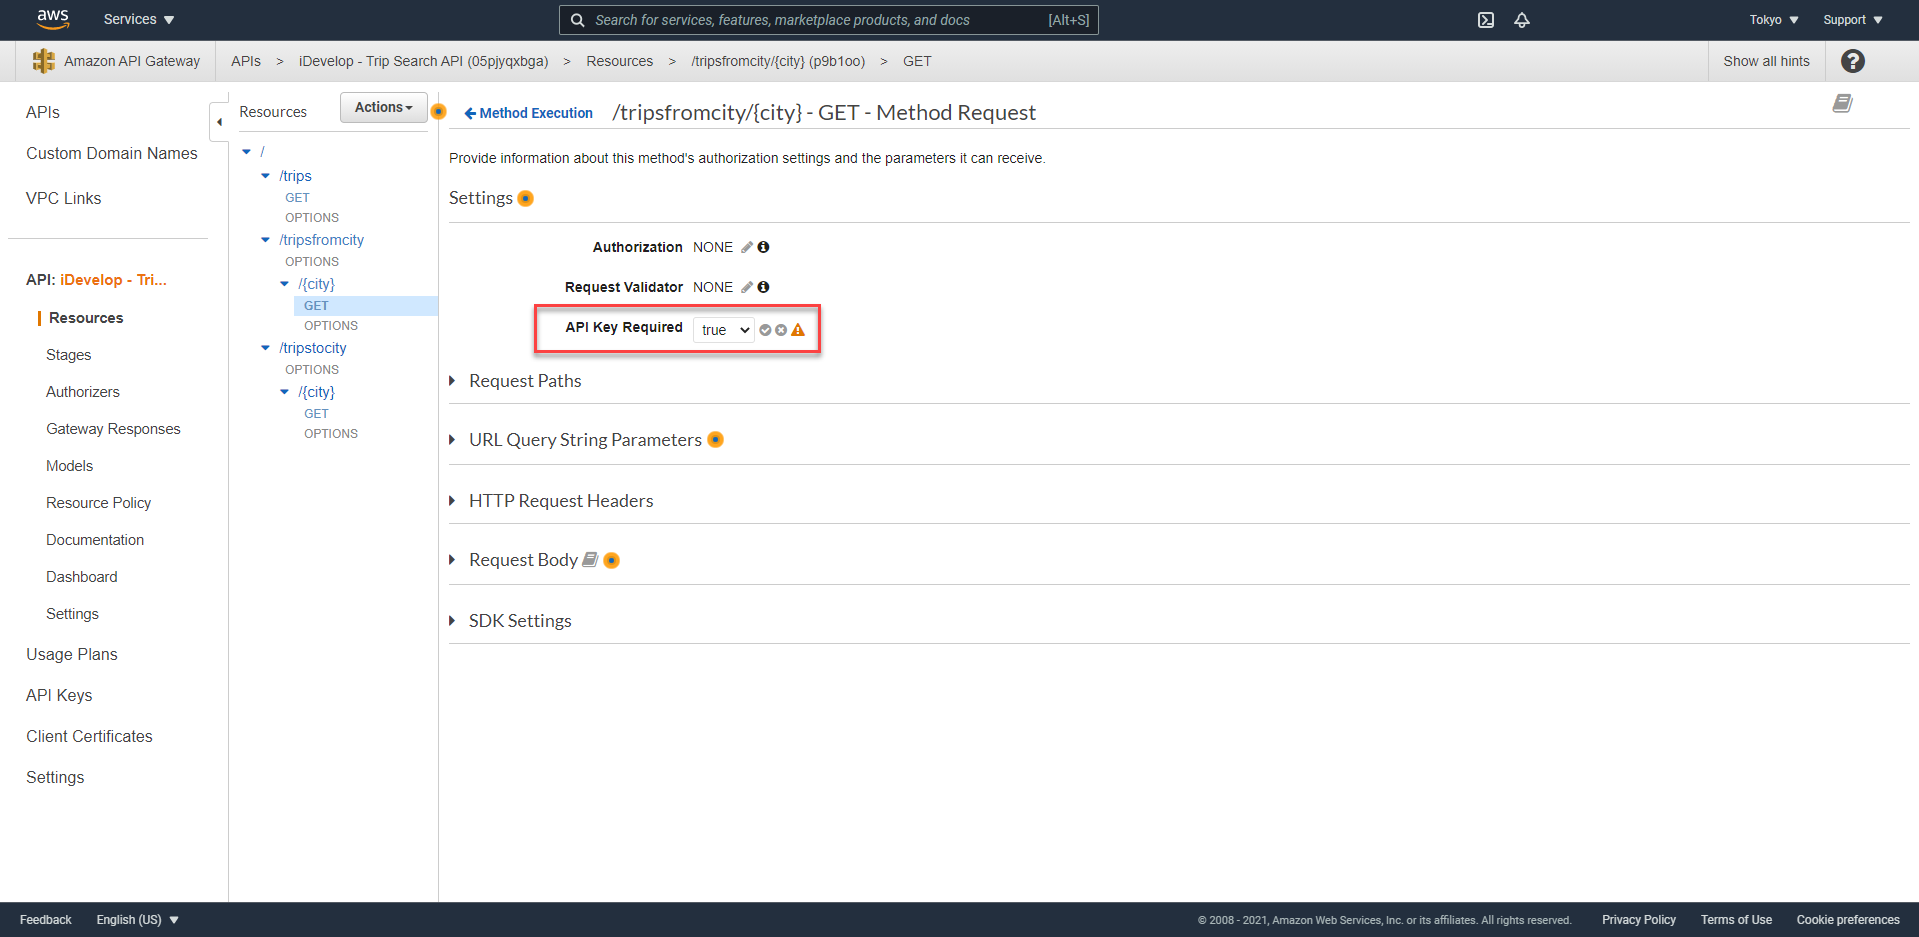 aws Services Search for services, features, marketplace products, and docs [Alt+S] Tokyo Support
Amazon API Gateway APIs > iDevelop - Trip Search API (05pjyqxbga) > Resources > /tripsfromcity/{city} (p9b1oo) > GET Show all hints ?
APIs
Custom Domain Names
VPC Links
API: iDevelop - Tri...
Resources
Stages
Authorizers
Gateway Responses
Models
Resource Policy
Documentation
Dashboard
Settings
Usage Plans
API Keys
Client Certificates
Settings
Resources Actions
/
/trips
GET
OPTIONS
/tripsfromcity
OPTIONS
/{city}
GET
OPTIONS
/tripstocity
OPTIONS
/{city}
GET
OPTIONS
Method Execution /tripsfromcity/{city} - GET - Method Request
Provide information about this method's authorization settings and the parameters it can receive.
Settings
Authorization NONE
Request Validator NONE
API Key Required true
Request Paths
URL Query String Parameters
HTTP Request Headers
Request Body
SDK Settings
Feedback English (US) © 2008 - 2021, Amazon Web Services, Inc. or its affiliates. All rights reserved. Privacy Policy Terms of Use Cookie preferences